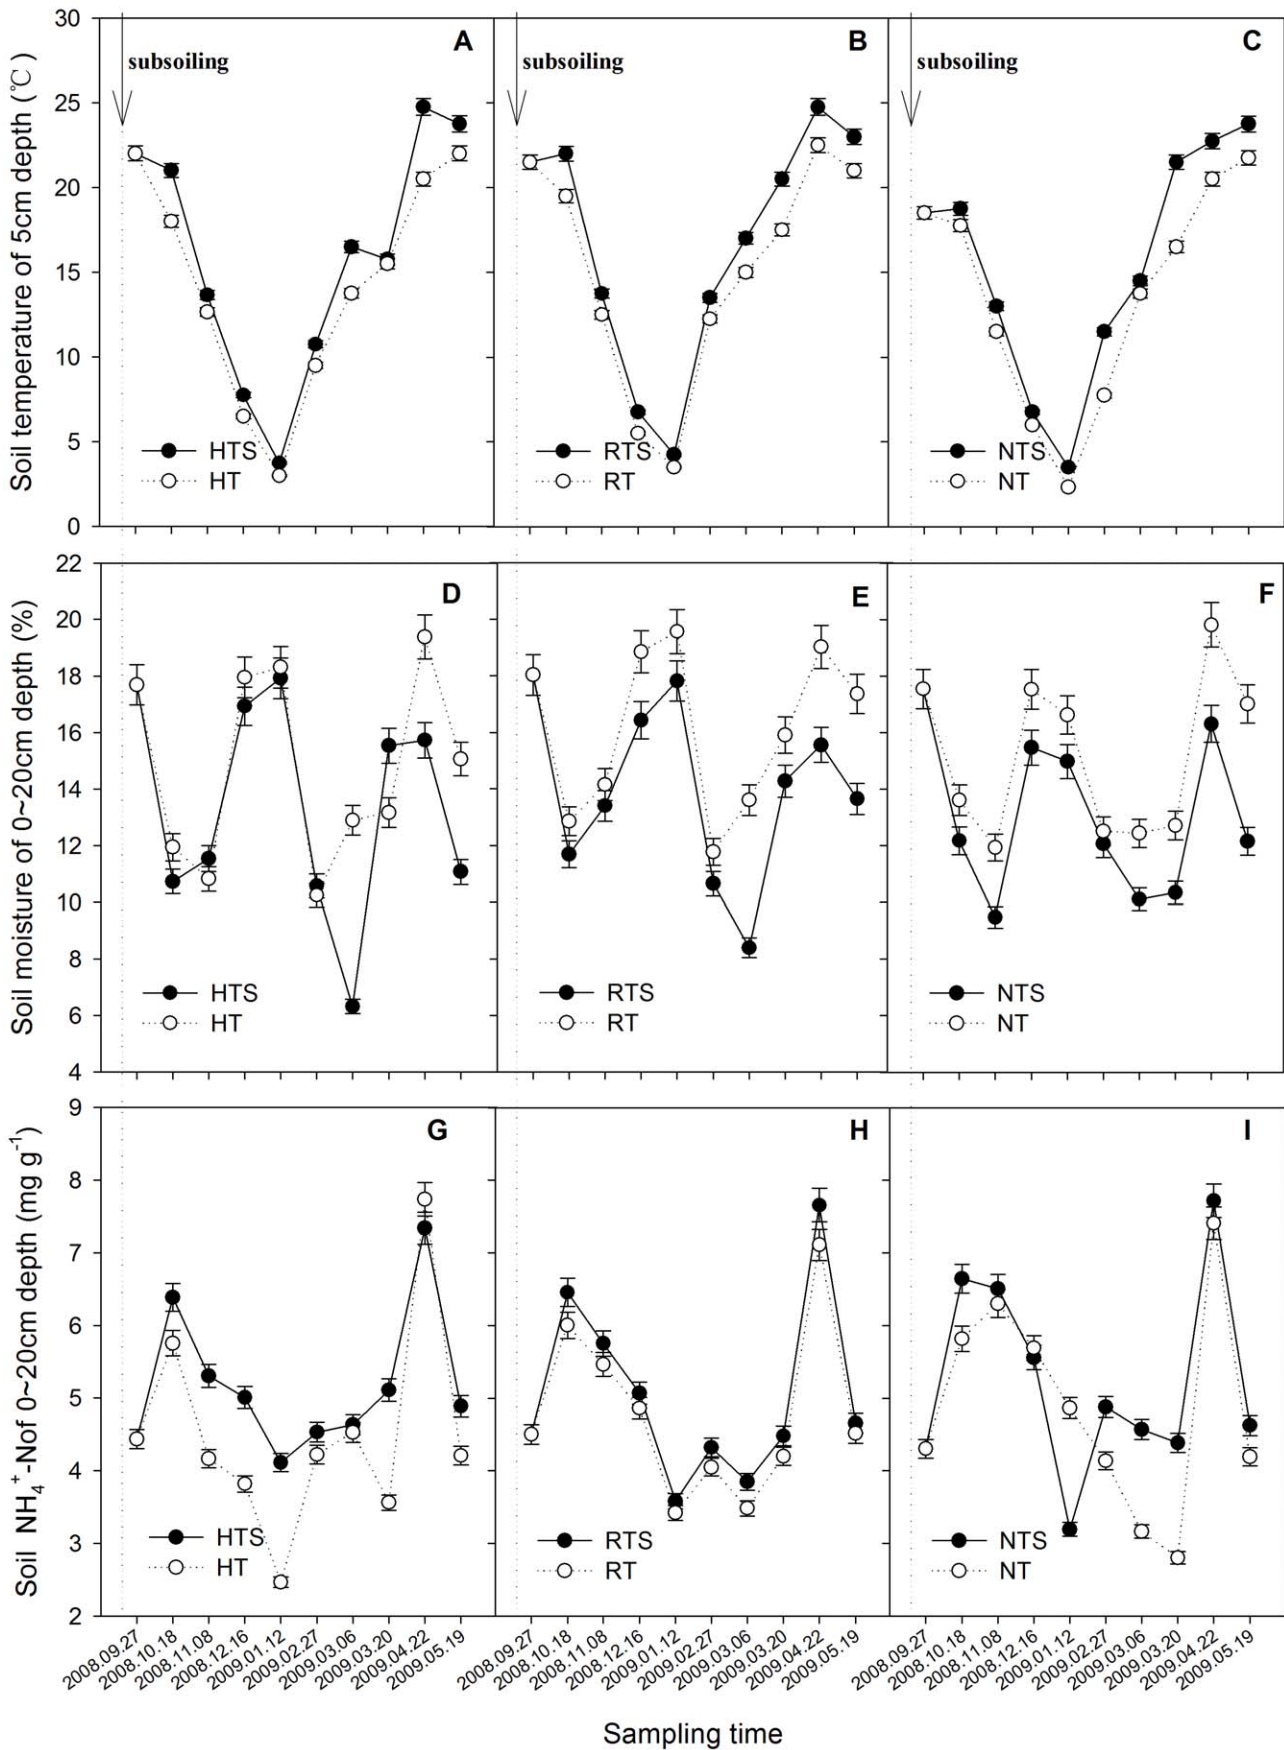 Soil temperature of 5cm depth (℃)
30
25
20
15
10
5
0
subsoiling
A
HTS
HT
subsoiling
B
RTS
RT
subsoiling
C
NTS
NT
Soil moisture of 0~20cm depth (%)
22
20
18
16
14
12
10
8
6
4
D
HTS
HT
E
RTS
RT
F
NTS
NT
Soil NH₄⁺-Nof 0~20cm depth (mg g⁻¹)
9
8
7
6
5
4
3
2
G
HTS
HT
H
RTS
RT
I
NTS
NT
2008.09.27
2008.10.18
2008.11.08
2008.12.16
2009.01.12
2009.02.27
2009.03.06
2009.03.20
2009.04.22
2009.05.19
2008.09.27
2008.10.18
2008.11.08
2008.12.16
2009.01.12
2009.02.27
2009.03.06
2009.03.20
2009.04.22
2009.05.19
2008.09.27
2008.10.18
2008.11.08
2008.12.16
2009.01.12
2009.02.27
2009.03.06
2009.03.20
2009.04.22
2009.05.19
Sampling time